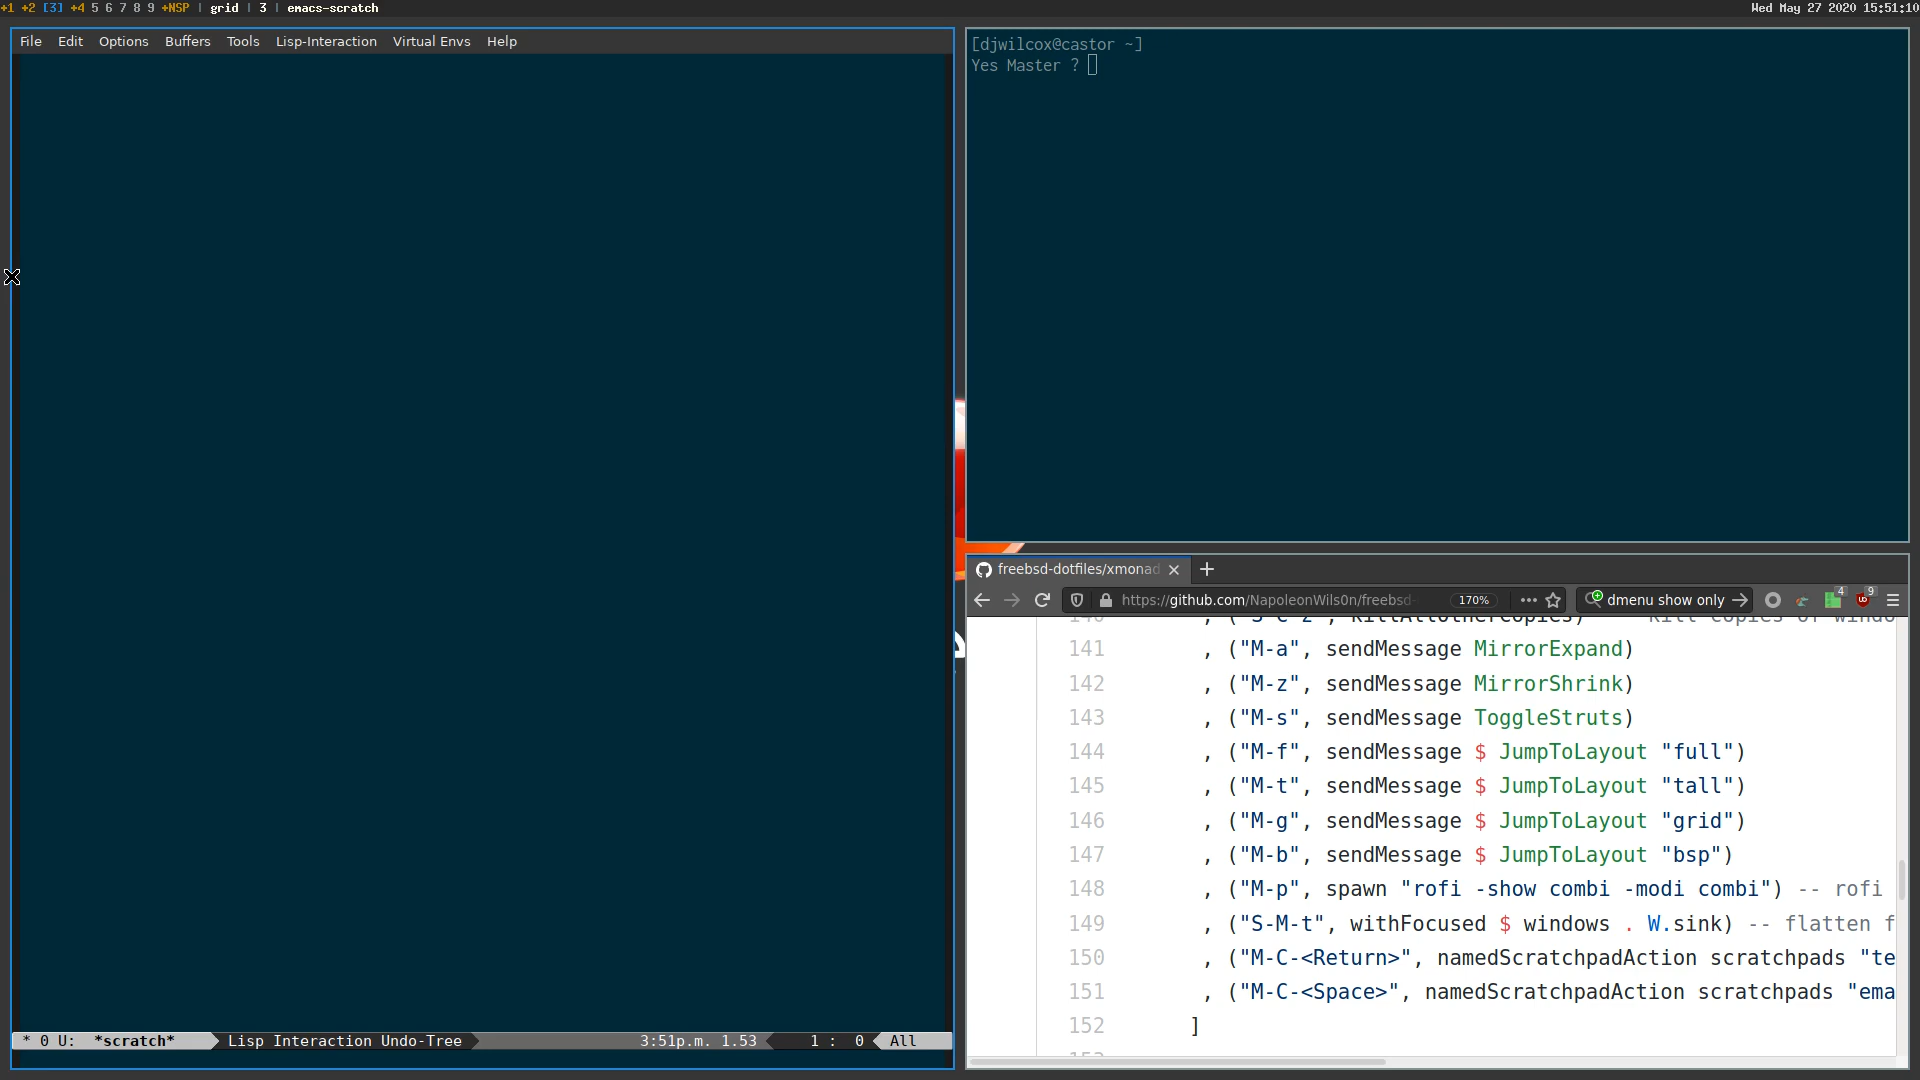 +1 +2 [3] +4 5 6 7 8 9 +NSP | grid | 3 | emacs-scratch
Wed May 27 2020 15:51:10
File Edit Options Buffers Tools Lisp-Interaction Virtual Envs Help
* 0 U: *scratch* Lisp Interaction Undo-Tree 3:51p.m. 1.53 1 : 0 All
[djwilcox@castor ~]
Yes Master ?
freebsd-dotfiles/xmonad
https://github.com/NapoleonWils0n/freebsd- 170% dmenu show only 4 9
141 , ("M-a", sendMessage MirrorExpand)
142 , ("M-z", sendMessage MirrorShrink)
143 , ("M-s", sendMessage ToggleStruts)
144 , ("M-f", sendMessage $ JumpToLayout "full")
145 , ("M-t", sendMessage $ JumpToLayout "tall")
146 , ("M-g", sendMessage $ JumpToLayout "grid")
147 , ("M-b", sendMessage $ JumpToLayout "bsp")
148 , ("M-p", spawn "rofi -show combi -modi combi") -- rofi
149 , ("S-M-t", withFocused $ windows . W.sink) -- flatten f
150 , ("M-C-<Return>", namedScratchpadAction scratchpads "te
151 , ("M-C-<Space>", namedScratchpadAction scratchpads "ema
152 ]